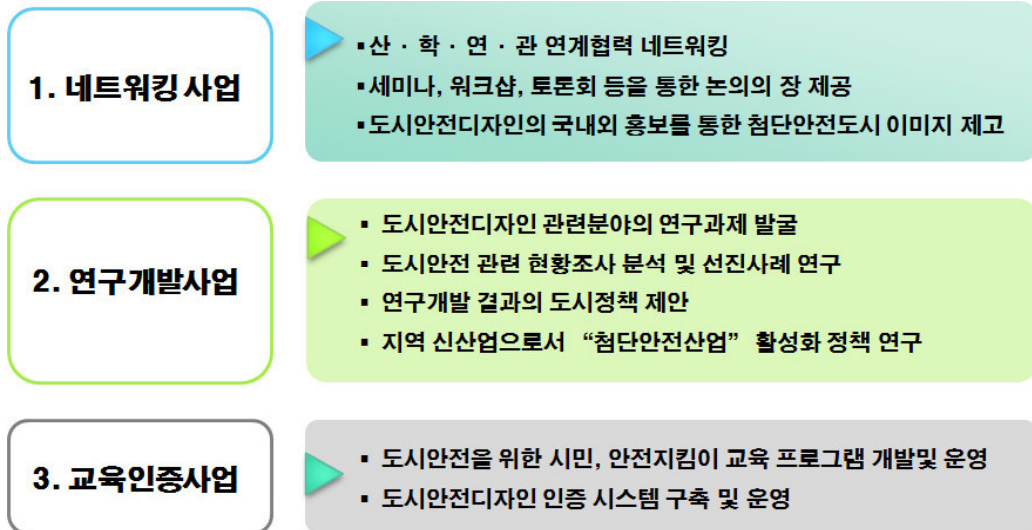 1. 네트워킹 사업
▪산 · 학 · 연 · 관 연계협력 네트워킹
▪세미나, 워크샵, 토론회 등을 통한 논의의 장 제공
▪도시안전디자인의 국내외 홍보를 통한 첨단안전도시 이미지 제고
2. 연구개발사업
▪ 도시안전디자인 관련분야의 연구과제 발굴
▪ 도시안전 관련 현황조사 분석 및 선진사례 연구
▪ 연구개발 결과의 도시정책 제안
▪ 지역 신산업으로서 “첨단안전산업” 활성화 정책 연구
3. 교육인증사업
▪ 도시안전을 위한 시민, 안전지킴이 교육 프로그램 개발및 운영
▪ 도시안전디자인 인증 시스템 구축 및 운영